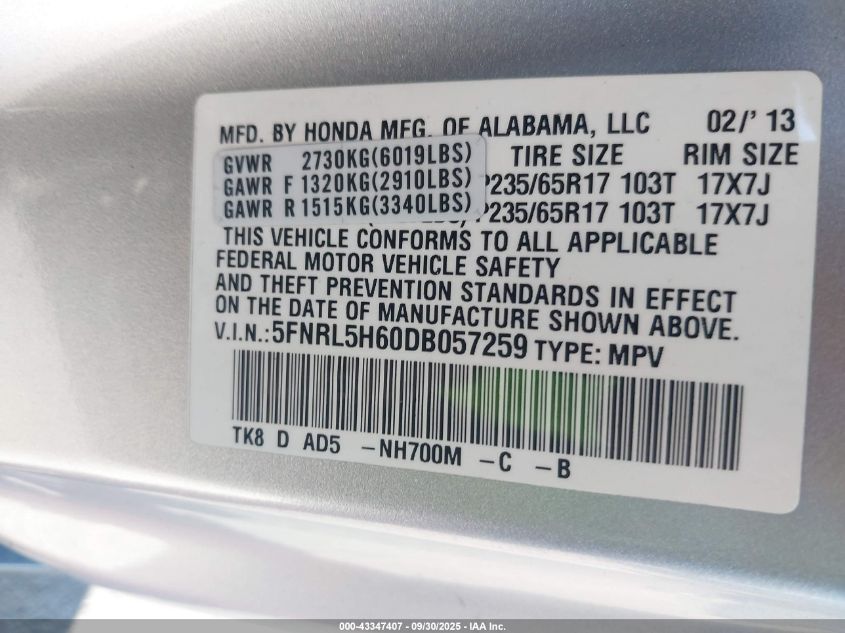 MFD. BY HONDA MFG. OF ALABAMA, LLC 02/' 13
GVWR 2730KG(6019LBS) TIRE SIZE RIM SIZE
GAWR F 1320KG(2910LBS) P235/65R17 103T 17X7J
GAWR R 1515KG(3340LBS) P235/65R17 103T 17X7J
THIS VEHICLE CONFORMS TO ALL APPLICABLE
FEDERAL MOTOR VEHICLE SAFETY
AND THEFT PREVENTION STANDARDS IN EFFECT
ON THE DATE OF MANUFACTURE SHOWN ABOVE.
V.I.N.:5FNRL5H60DB057259 TYPE: MPV
TK8 D AD5 -NH700M -C -B
000-43347407 - 09/30/2025 - IAA Inc.